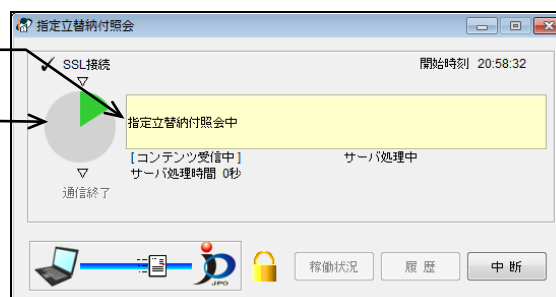 指定立替納付照会
✓ SSL接続
開始時刻 20:58:32
▽
指定立替納付照会中
[コンテンツ受信中] サーバ処理中
▽
サーバ処理時間 0秒
通信終了
JPO
稼働状況 履歴 中断